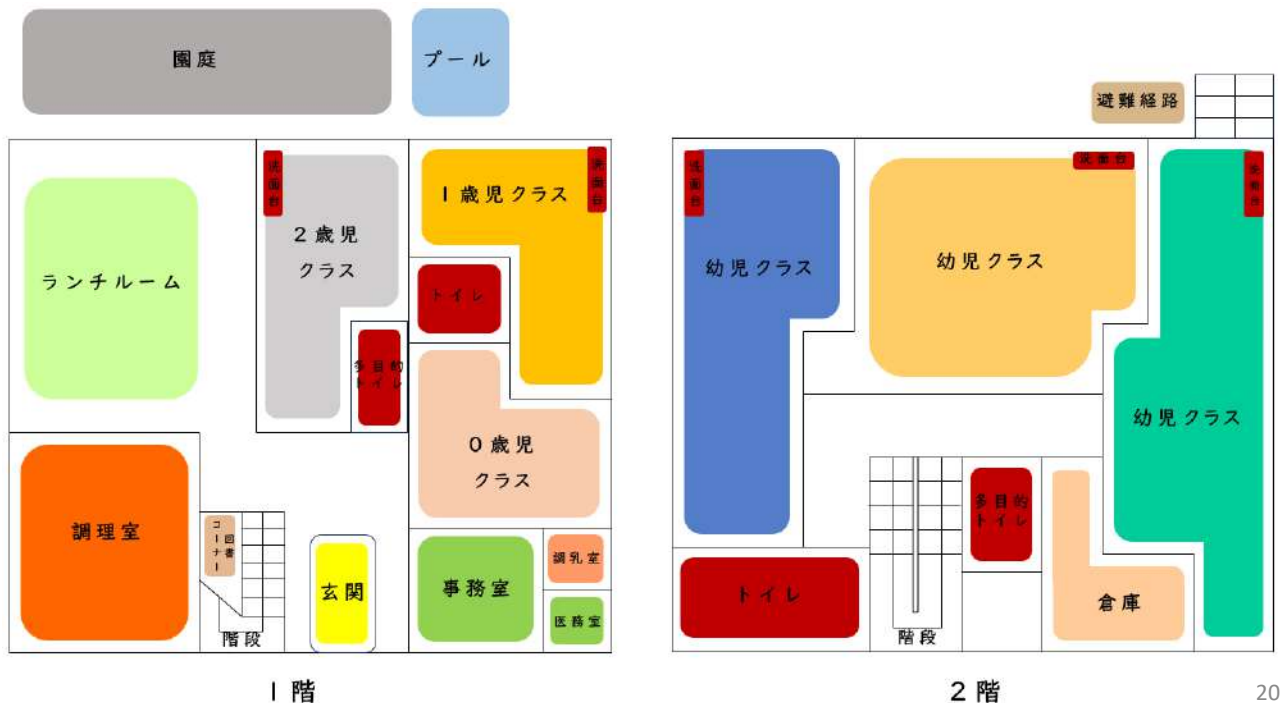 園庭
プール
避難経路
洗面台
洗面台
1歳児クラス
2歳児
クラス
ランチルーム
トイレ
多目的
トイレ
0歳児
クラス
調理室
図書
コーナー
階段
玄関
事務室
調乳室
医務室
1階
洗面台
洗面台
洗面台
幼児クラス
幼児クラス
幼児クラス
多目的
トイレ
トイレ
階段
倉庫
2階
20